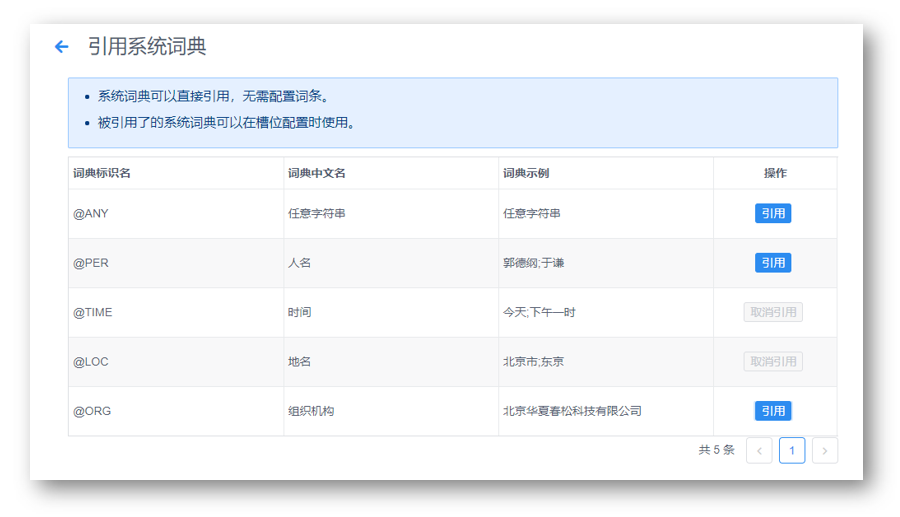 引用系统词典
系统词典可以直接引用，无需配置词条。
被引用了的系统词典可以在槽位配置时使用。
词典标识名 词典中文名 词典示例 操作
@ANY 任意字符串 任意字符串 引用
@PER 人名 郭德纲;于谦 引用
@TIME 时间 今天;下午一时 取消引用
@LOC 地名 北京市;东京 取消引用
@ORG 组织机构 北京华夏春松科技有限公司 引用
共 5 条 < 1 >